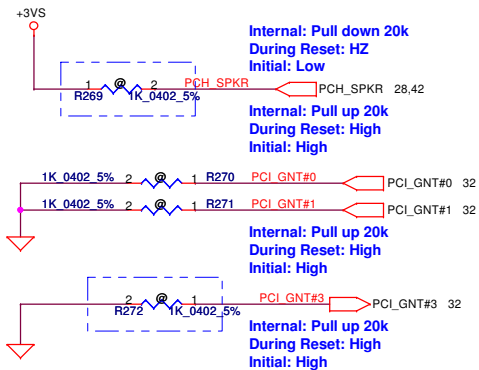 +3VS
Internal: Pull down 20k
During Reset: HZ
Initial: Low
1 @ 2 PCH_SPKR
R269 1K_0402_5% PCH_SPKR 28,42
Internal: Pull up 20k
During Reset: High
Initial: High
1K_0402_5% 2 @ 1 R270 PCI_GNT#0 PCI_GNT#0 32
1K_0402_5% 2 @ 1 R271 PCI_GNT#1 PCI_GNT#1 32
Internal: Pull up 20k
During Reset: High
Initial: High
2 @ 1 PCI_GNT#3 PCI_GNT#3 32
R272 1K_0402_5%
Internal: Pull up 20k
During Reset: High
Initial: High